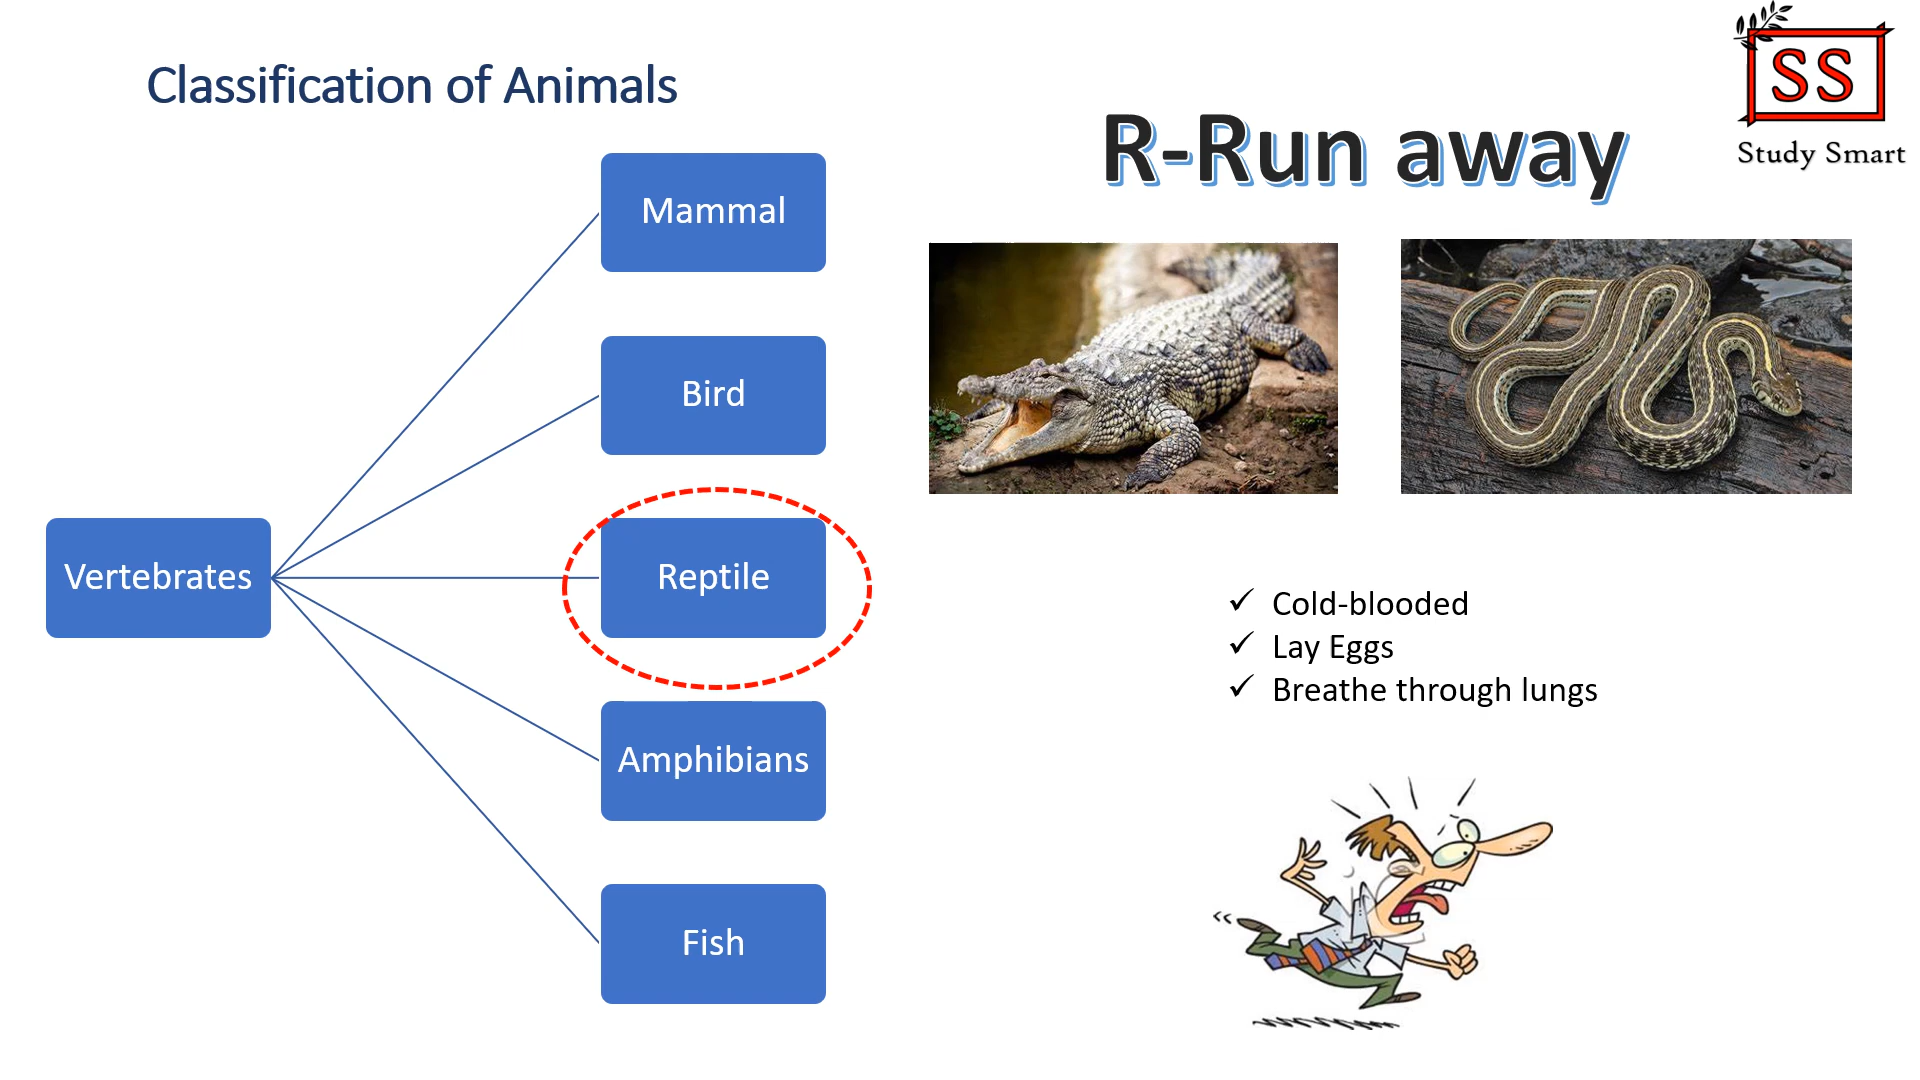 Classification of Animals
SS
Study Smart
R-Run away
Mammal
Bird
Vertebrates
Reptile
Amphibians
Fish
Cold-blooded
Lay Eggs
Breathe through lungs